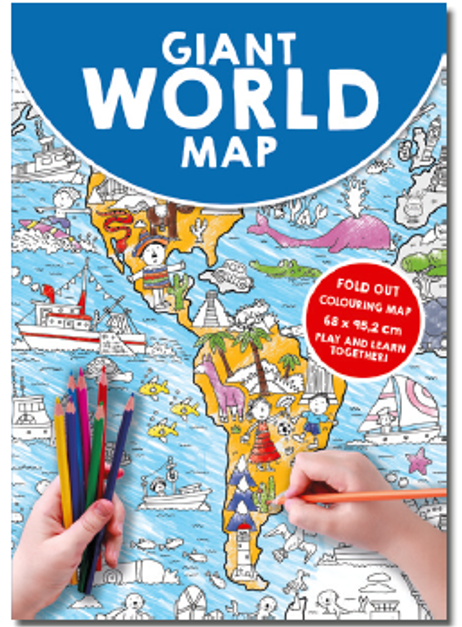 GIANT
WORLD
MAP
FOLD OUT
COLOURING MAP
68 x 95,2 cm
PLAY AND LEARN
TOGETHER!